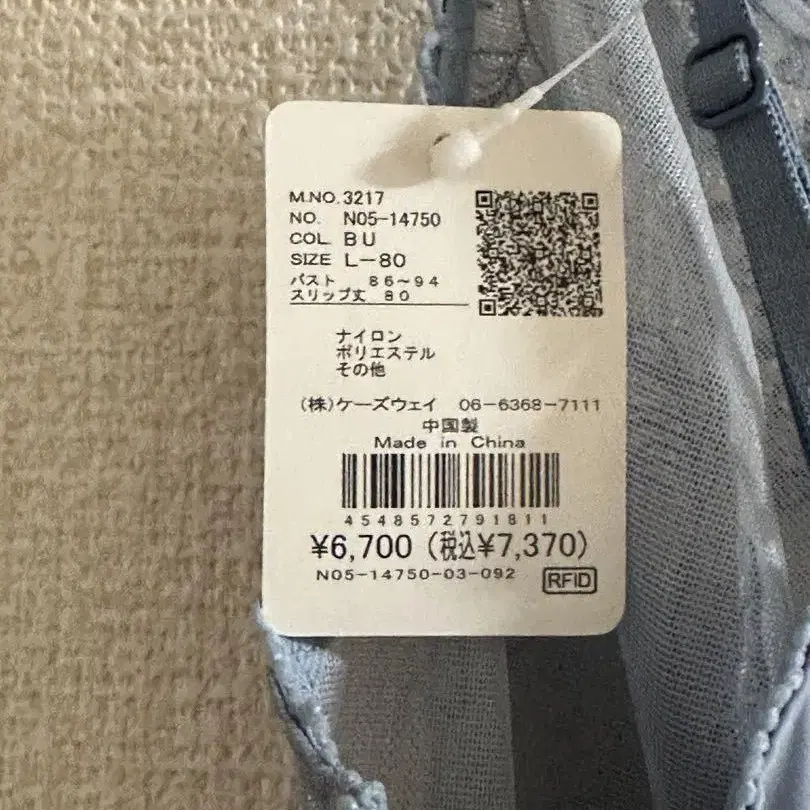 M.NO. 3217
NO. N05-14750
COL. BU
SIZE L-80
バスト 86~94
スリップ丈 80
ナイロン
ポリエステル
その他
(株)ケーズウェイ 06-6368-7111
中国製
Made in China
4548572791811
¥6,700 (税込¥7,370)
N05-14750-03-092
RFID